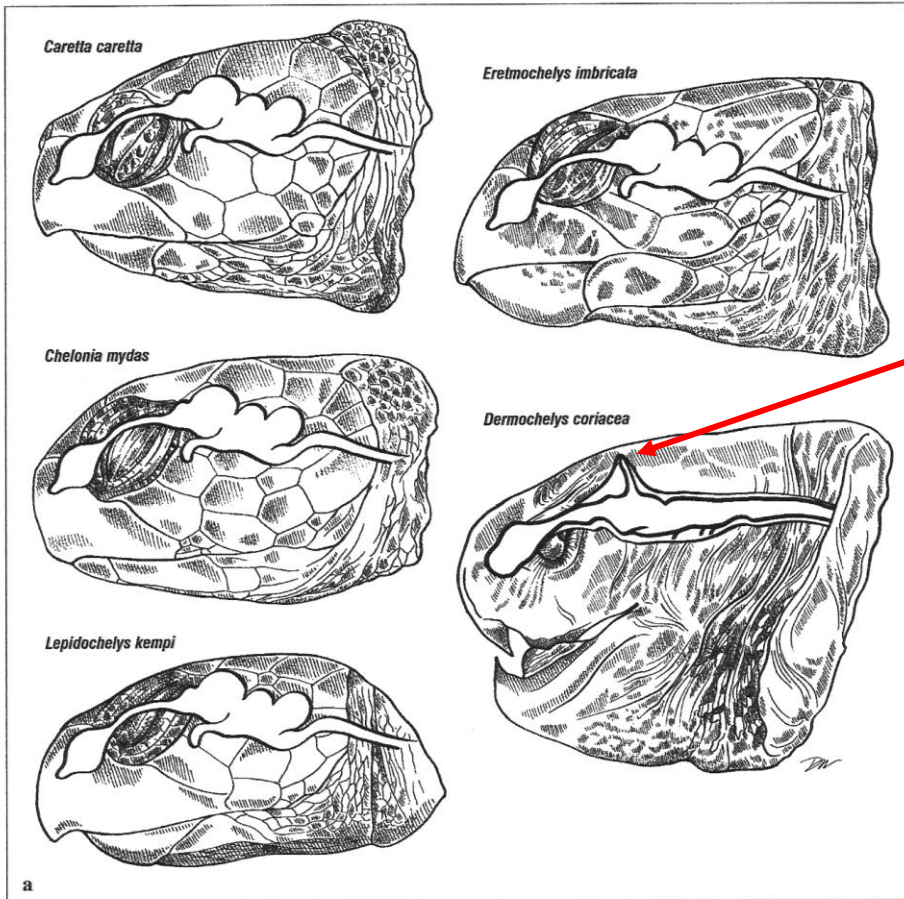 Caretta caretta
Eretmochelys imbricata
Chelonia mydas
Dermochelys coriacea
Lepidochelys kempi
a